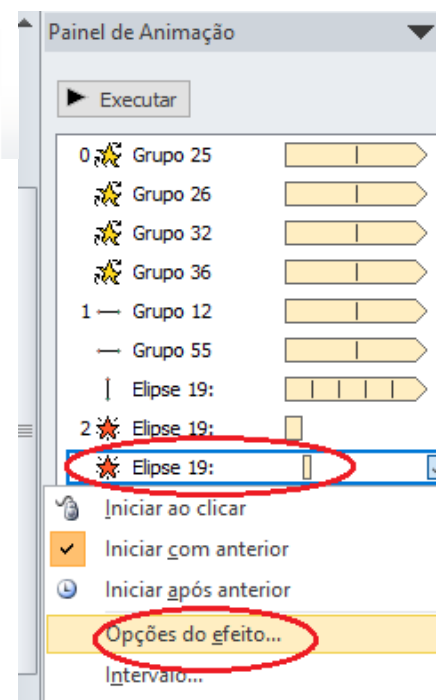 Painel de Animação
Executar
0 Grupo 25
Grupo 26
Grupo 32
Grupo 36
1 Grupo 12
Grupo 55
Elipse 19:
2 Elipse 19:
Elipse 19:
Iniciar ao clicar
Iniciar com anterior
Iniciar após anterior
Opções do efeito...
Intervalo...